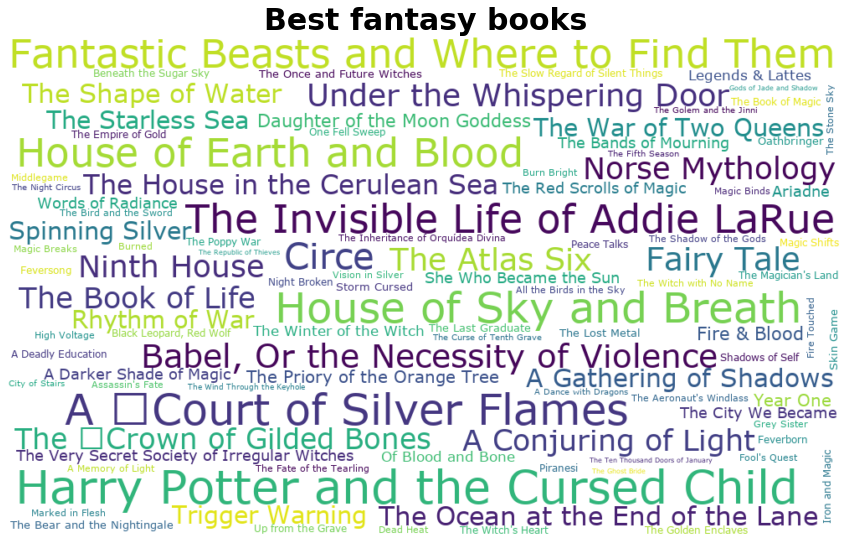 Best fantasy books
Fantastic Beasts and Where to Find Them
Beneath the Sugar Sky
The Once and Future Witches
The Slow Regard of Silent Things
Legends & Lattes
The Shape of Water
Under the Whispering Door
Gods of Jade and Shadow
The Book of Magic
The Golem and the Jinni
The Stone Sky
The Starless Sea
Daughter of the Moon Goddess
The War of Two Queens
The Empire of Gold
One Fell Sweep
The Bands of Mourning
Oathbringer
House of Earth and Blood
The Fifth Season
Norse Mythology
Middlegame
The Night Circus
The House in the Cerulean Sea
Burn Bright
The Red Scrolls of Magic
Magic Binds
Ariadne
Words of Radiance
The Bird and the Sword
The Invisible Life of Addie LaRue
Spinning Silver
Magic Breaks
Burned
The Poppy War
The Republic of Thieves
The Inheritance of Orquídea Divina
Peace Talks
The Shadow of the Gods
Magic Shifts
Feversong
Ninth House
Circe
The Atlas Six
Fairy Tale
Night Broken
Vision in Silver
Storm Cursed
She Who Became the Sun
All the Birds in the Sky
The Witch with No Name
The Magician's Land
The Book of Life
House of Sky and Breath
Fire Touched
Skin Game
Rhythm of War
High Voltage
Black Leopard, Red Wolf
The Winter of the Witch
The Last Graduate
The Curse of Tenth Grave
The Lost Metal
Fire & Blood
A Deadly Education
Babel, Or the Necessity of Violence
Shadows of Self
A Darker Shade of Magic
The Priory of the Orange Tree
A Gathering of Shadows
City of Stairs
Assassin's Fate
The Wind Through the Keyhole
A Dance with Dragons
The Aeronaut's Windlass
Year One
A Court of Silver Flames
The City We Became
Grey Sister
The Crown of Gilded Bones
A Conjuring of Light
Feverborn
The Very Secret Society of Irregular Witches
Of Blood and Bone
The Ten Thousand Doors of January
Fool's Quest
A Memory of Light
The Fate of the Tearling
Piranesi
The Ghost Bride
Iron and Magic
Harry Potter and the Cursed Child
Marked in Flesh
Trigger Warning
The Ocean at the End of the Lane
The Bear and the Nightingale
Up from the Grave
Dead Heat
The Witch's Heart
The Golden Enclaves